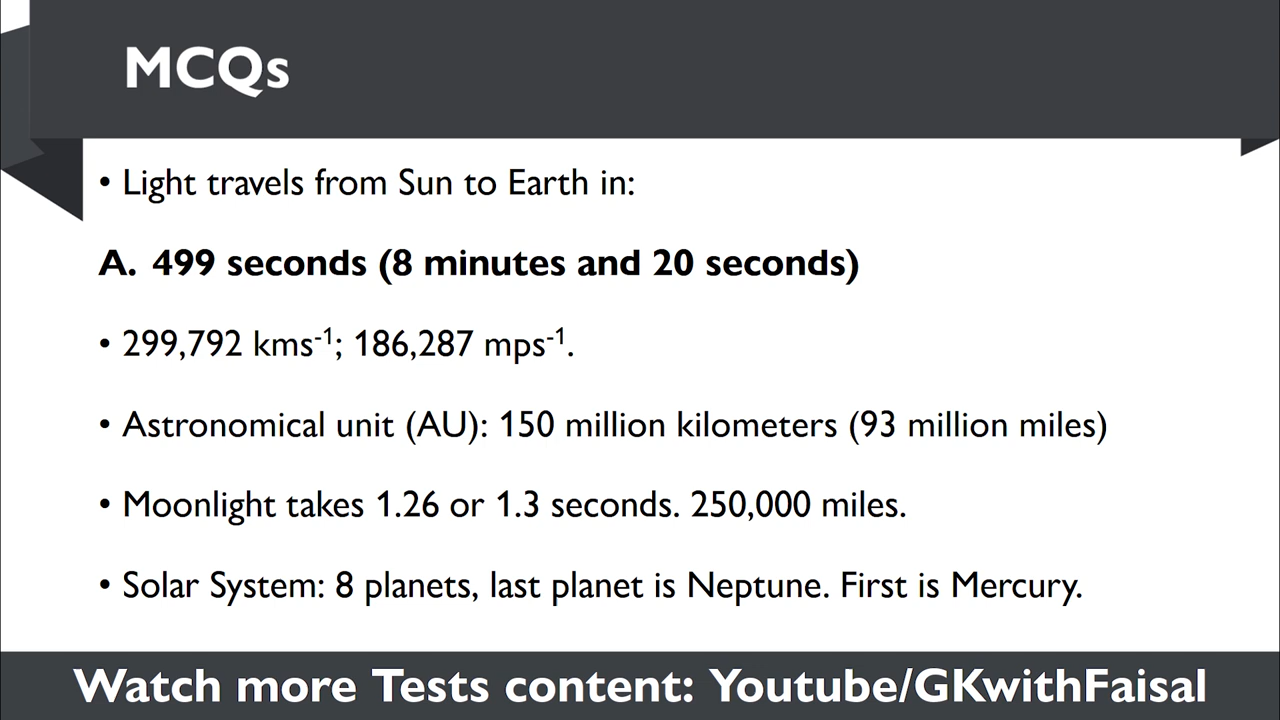 MCQs
• Light travels from Sun to Earth in:
A. 499 seconds (8 minutes and 20 seconds)
• 299,792 kms⁻¹; 186,287 mps⁻¹.
• Astronomical unit (AU): 150 million kilometers (93 million miles)
• Moonlight takes 1.26 or 1.3 seconds. 250,000 miles.
• Solar System: 8 planets, last planet is Neptune. First is Mercury.
Watch more Tests content: Youtube/GKwithFaisal